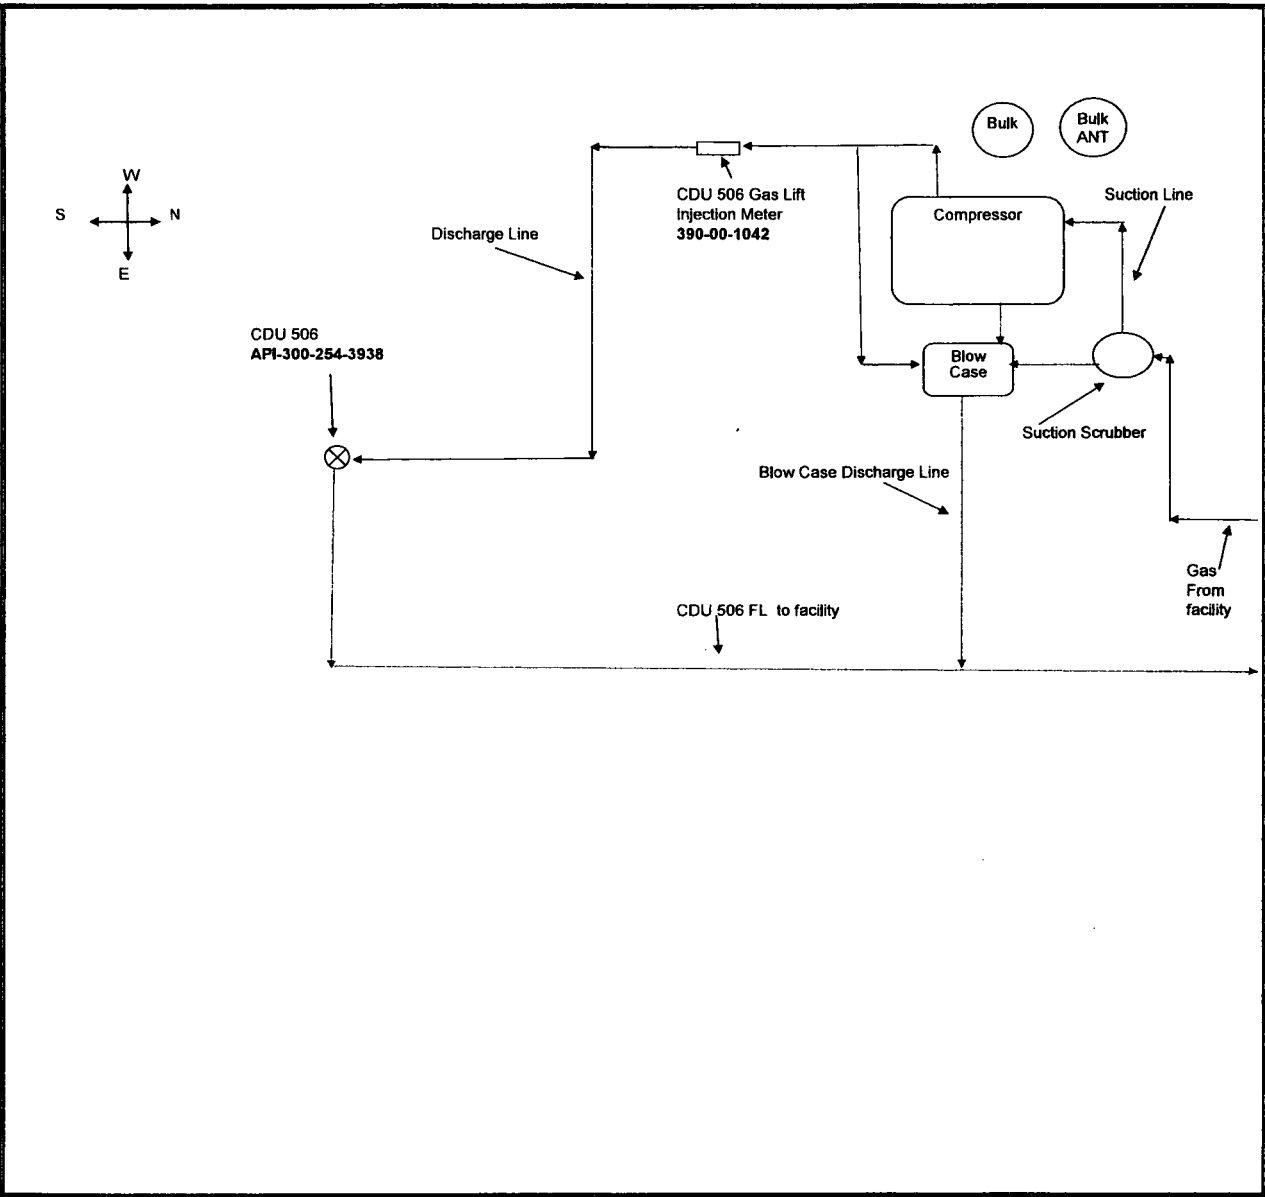 Bulk
Bulk
ANT
W
S
N
E
CDU 506 Gas Lift
Injection Meter
390-00-1042
Compressor
Suction Line
Discharge Line
CDU 506
API-300-254-3938
Blow
Case
Suction Scrubber
Blow Case Discharge Line
Gas
From
facility
CDU 506 FL to facility